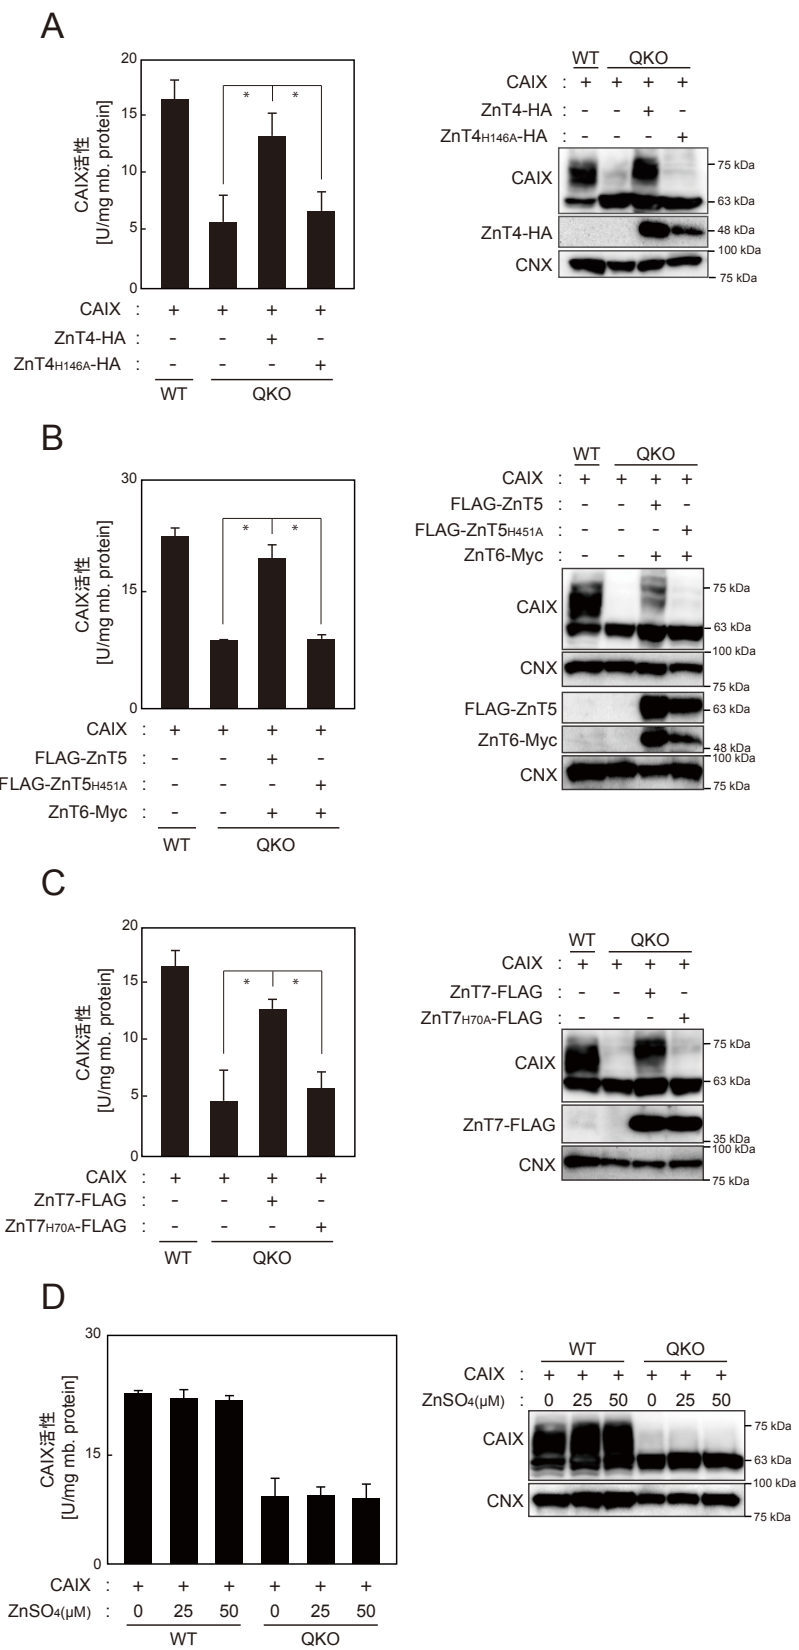 A
20
15
10
5
0
CAIX活性
[U/mg mb. protein]
* *
CAIX : + + + +
ZnT4-HA : - - + -
ZnT4H146A-HA : - - - +
WT QKO
WT QKO
CAIX : + + + +
ZnT4-HA : - - + -
ZnT4H146A-HA : - - - +
CAIX
75 kDa
63 kDa
ZnT4-HA
48 kDa
CNX
100 kDa
75 kDa
B
30
15
0
CAIX活性
[U/mg mb. protein]
* *
CAIX : + + + +
FLAG-ZnT5 : - - + -
FLAG-ZnT5H451A : - - - +
ZnT6-Myc : - - + +
WT QKO
WT QKO
CAIX : + + + +
FLAG-ZnT5 : - - + -
FLAG-ZnT5H451A : - - - +
ZnT6-Myc : - - + +
CAIX
75 kDa
63 kDa
CNX
100 kDa
75 kDa
FLAG-ZnT5
63 kDa
ZnT6-Myc
48 kDa
CNX
100 kDa
75 kDa
C
20
15
10
5
0
CAIX活性
[U/mg mb. protein]
* *
CAIX : + + + +
ZnT7-FLAG : - - + -
ZnT7H70A-FLAG : - - - +
WT QKO
WT QKO
CAIX : + + + +
ZnT7-FLAG : - - + -
ZnT7H70A-FLAG : - - - +
CAIX
75 kDa
63 kDa
ZnT7-FLAG
35 kDa
CNX
100 kDa
75 kDa
D
30
15
0
CAIX活性
[U/mg mb. protein]
CAIX : + + + + + +
ZnSO4(μM) : 0 25 50 0 25 50
WT QKO
WT QKO
CAIX : + + + + + +
ZnSO4(μM) : 0 25 50 0 25 50
CAIX
75 kDa
63 kDa
CNX
100 kDa
75 kDa